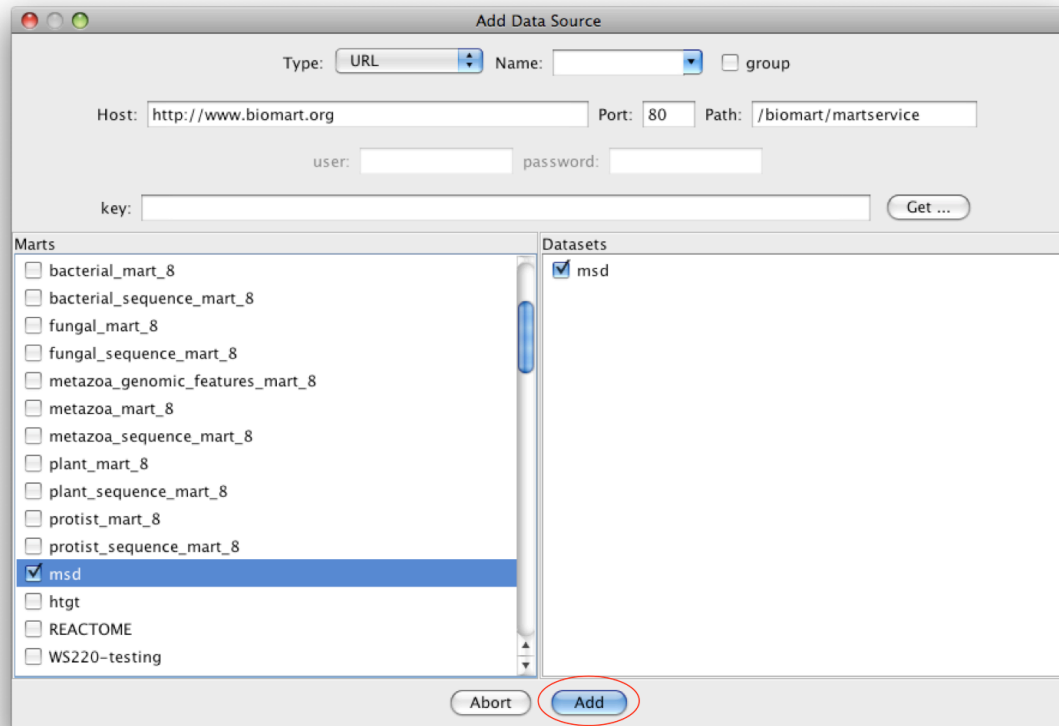 Add Data Source
Type: URL Name: group
Host: http://www.biomart.org Port: 80 Path: /biomart/martservice
user: password:
key: Get ...
Marts
bacterial_mart_8
bacterial_sequence_mart_8
fungal_mart_8
fungal_sequence_mart_8
metazoa_genomic_features_mart_8
metazoa_mart_8
metazoa_sequence_mart_8
plant_mart_8
plant_sequence_mart_8
protist_mart_8
protist_sequence_mart_8
msd
htgt
REACTOME
WS220-testing
Datasets
msd
Abort Add